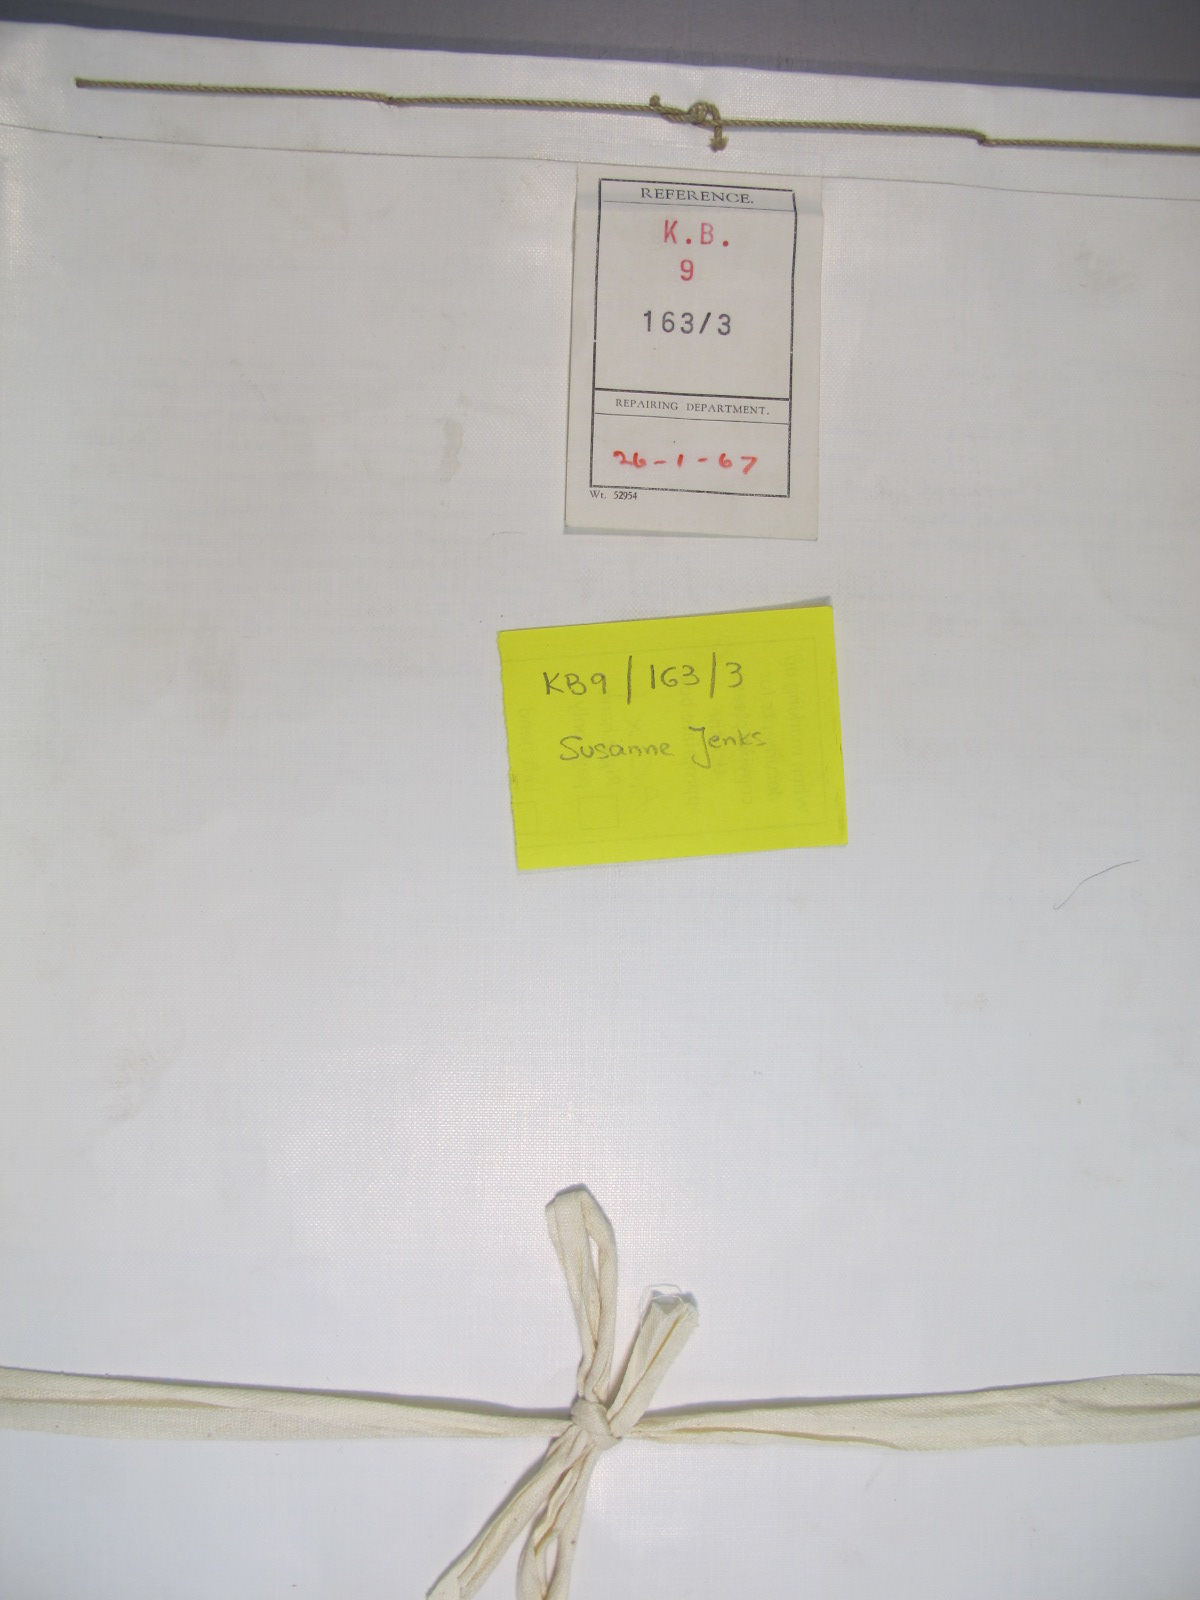 REFERENCE.
K.B.
9
163/3
REPAIRING DEPARTMENT.
26-1-67
Wt. 52954
KB9/163/3
Susanne Jenks